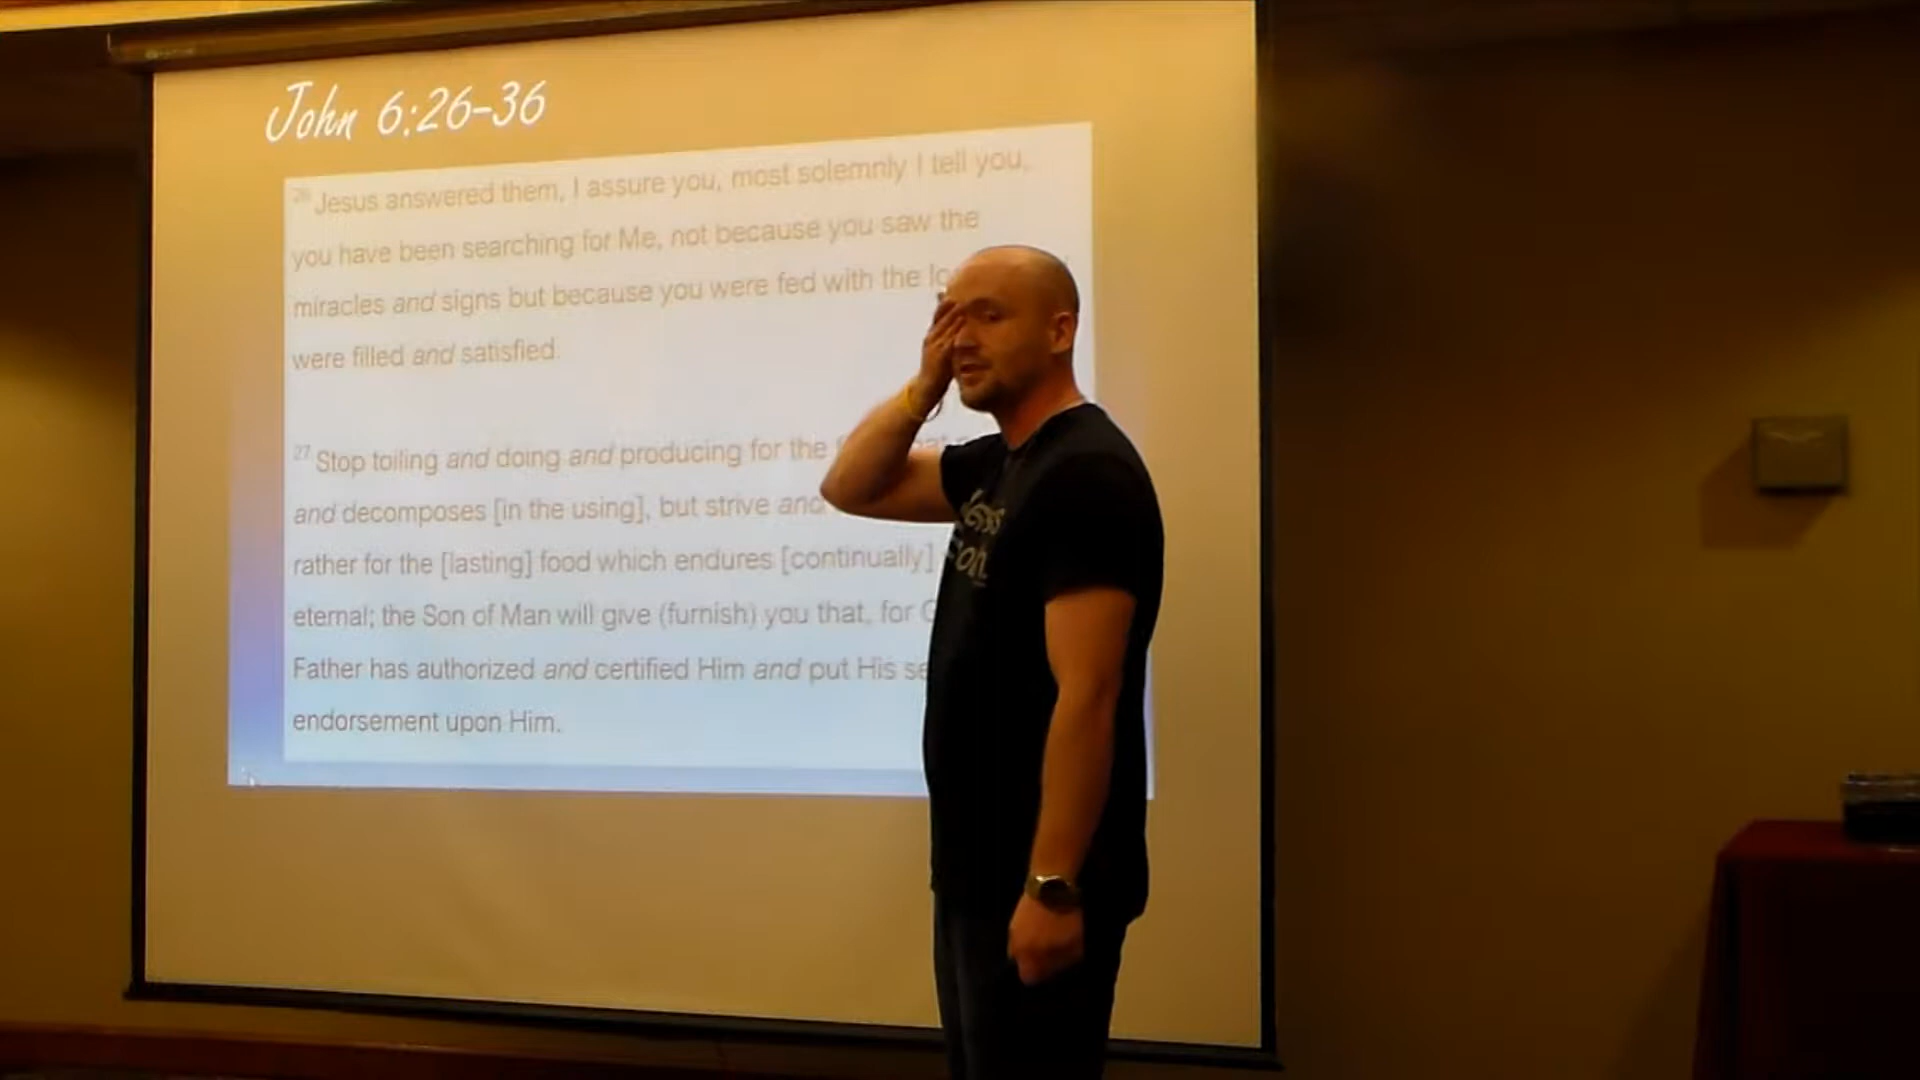 John 6:26-36
26 Jesus answered them, I assure you, most solemnly I tell you,
you have been searching for Me, not because you saw the
miracles and signs but because you were fed with the
were filled and satisfied.
27 Stop toiling and doing and producing for the
and decomposes [in the using], but strive and
rather for the [lasting] food which endures [continually]
eternal; the Son of Man will give (furnish) you that, for
Father has authorized and certified Him and put His
endorsement upon Him.